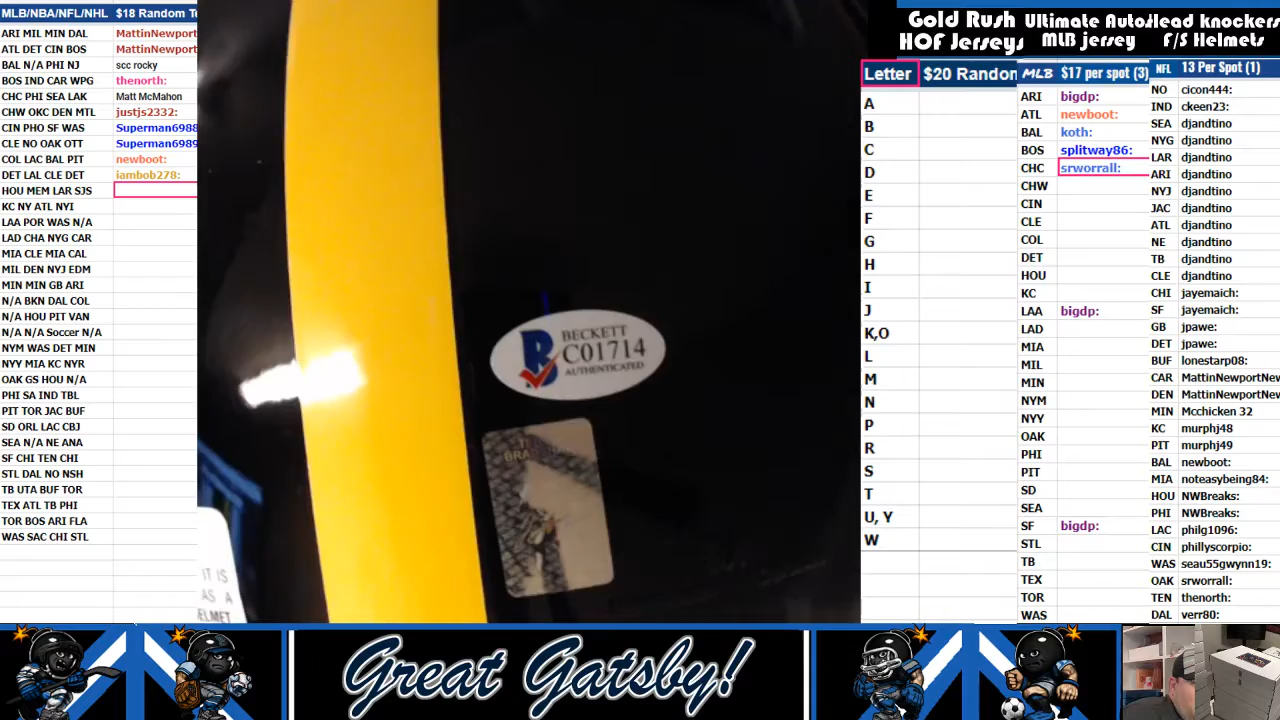 MLB/NBA/NFL/NHL $18 Random Te
ARI MIL MIN DAL MattinNewport
ATL DET CIN BOS MattinNewport
BAL N/A PHI NJ scc rocky
BOS IND CAR WPG thenorth:
CHC PHI SEA LAK Matt McMahon
CHW OKC DEN MTL justjs2332:
CIN PHO SF WAS Superman6988
CLE NO OAK OTT Superman6989
COL LAC BAL PIT newboot:
DET LAL CLE DET iambob278:
HOU MEM LAR SJS
KC NY ATL NYI
LAA POR WAS N/A
LAD CHA NYG CAR
MIA CLE MIA CAL
MIL DEN NYJ EDM
MIN MIN GB ARI
N/A BKN DAL COL
N/A HOU PIT VAN
N/A N/A Soccer N/A
NYM WAS DET MIN
NYY MIA KC NYR
OAK GS HOU N/A
PHI SA IND TBL
PIT TOR JAC BUF
SD ORL LAC CBJ
SEA N/A NE ANA
SF CHI TEN CHI
STL DAL NO NSH
TB UTA BUF TOR
TEX ATL TB PHI
TOR BOS ARI FLA
WAS SAC CHI STL
BECKETT
C01714
AUTHENTICATED
IT IS
AS A
HELMET
Gold Rush
HOF Jerseys
Ultimate Autos
MLB jersey
Head knockers
F/S Helmets
Letter $20 Random
A
B
C
D
E
F
G
H
I
J
K,O
L
M
N
P
R
S
T
U, Y
W
MLB $17 per spot (3)
ARI bigdp:
ATL newboot:
BAL koth:
BOS splitway86:
CHC srworrall:
CHW
CIN
CLE
COL
DET
HOU
KC
LAA bigdp:
LAD
MIA
MIL
MIN
NYM
NYY
OAK
PHI
PIT
SD
SEA
SF bigdp:
STL
TB
TEX
TOR
WAS
NFL 13 Per Spot (1)
NO cicon444:
IND ckeen23:
SEA djandtino
NYG djandtino
LAR djandtino
ARI djandtino
NYJ djandtino
JAC djandtino
ATL djandtino
NE djandtino
TB djandtino
CLE djandtino
CHI jayemaich:
SF jayemaich:
GB jpawe:
DET jpawe:
BUF lonestarp08:
CAR MattinNewportNe
DEN MattinNewportNe
MIN Mcchicken 32
KC murphj48
PIT murphj49
BAL newboot:
MIA noteasybeing84:
HOU NWBreaks:
PHI NWBreaks:
LAC philg1096:
CIN phillyscorpio:
WAS seau55gwynn19:
OAK srworrall:
TEN thenorth:
DAL verr80:
Great Gatsby!